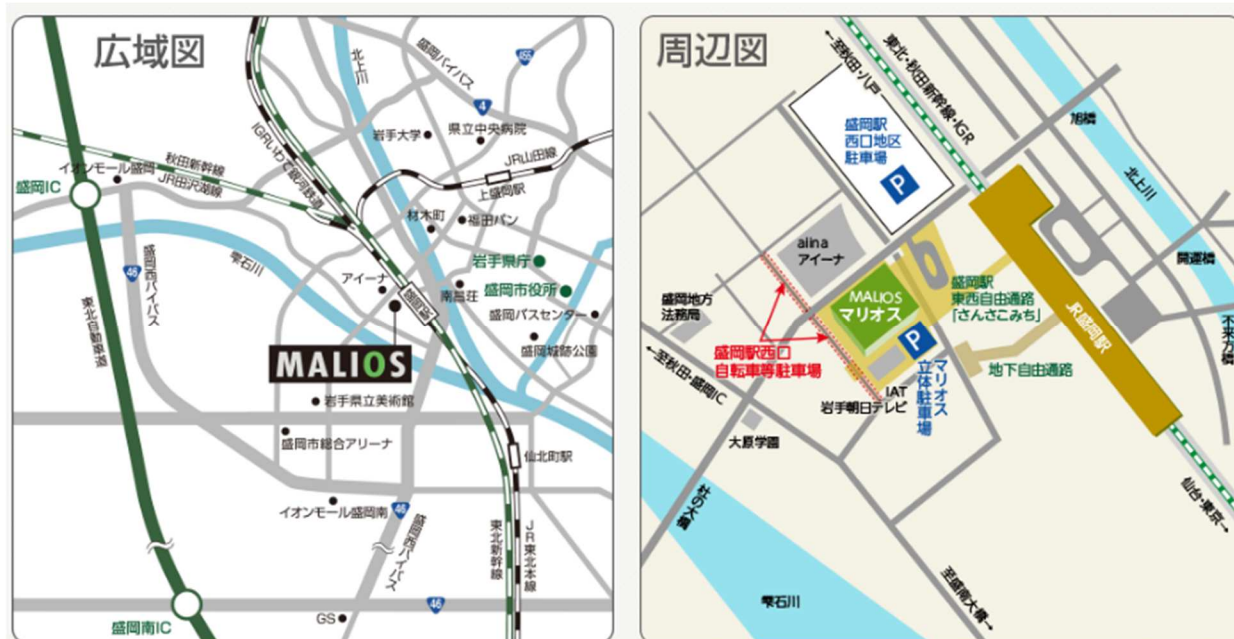 広域図
盛岡バイパス
455
4
北上川
岩手大学
県立中央病院
IGRいわて銀河鉄道
JR山田線
上盛岡駅
秋田新幹線
JR田沢湖線
イオンモール盛岡
盛岡IC
材木町
福田パン
46
盛岡西バイパス
雫石川
アイーナ
盛岡駅
南昌荘
岩手県庁
盛岡市役所
盛岡バスセンター
盛岡城跡公園
MALIOS
東北自動車道
岩手県立美術館
盛岡市総合アリーナ
仙北町駅
イオンモール盛岡南
46
盛岡西バイパス
東北新幹線
JR東北本線
46
GS
盛岡南IC
周辺図
←至秋田・八戸
東北・秋田新幹線・IGR
盛岡駅
西口地区
駐車場
P
旭橋
北上川
開運橋
不来方橋
alina
アイーナ
MALIOS
マリオス
盛岡駅
東西自由通路
「さんさこみち」
JR盛岡駅
盛岡地方
法務局
盛岡駅西口
自転車等駐車場
P
マリオス
立体駐車場
地下自由通路
IAT
岩手朝日テレビ
←至秋田・盛岡IC
大原学園
杜の大橋
雫石川
至盛南大橋→
仙台・東京→